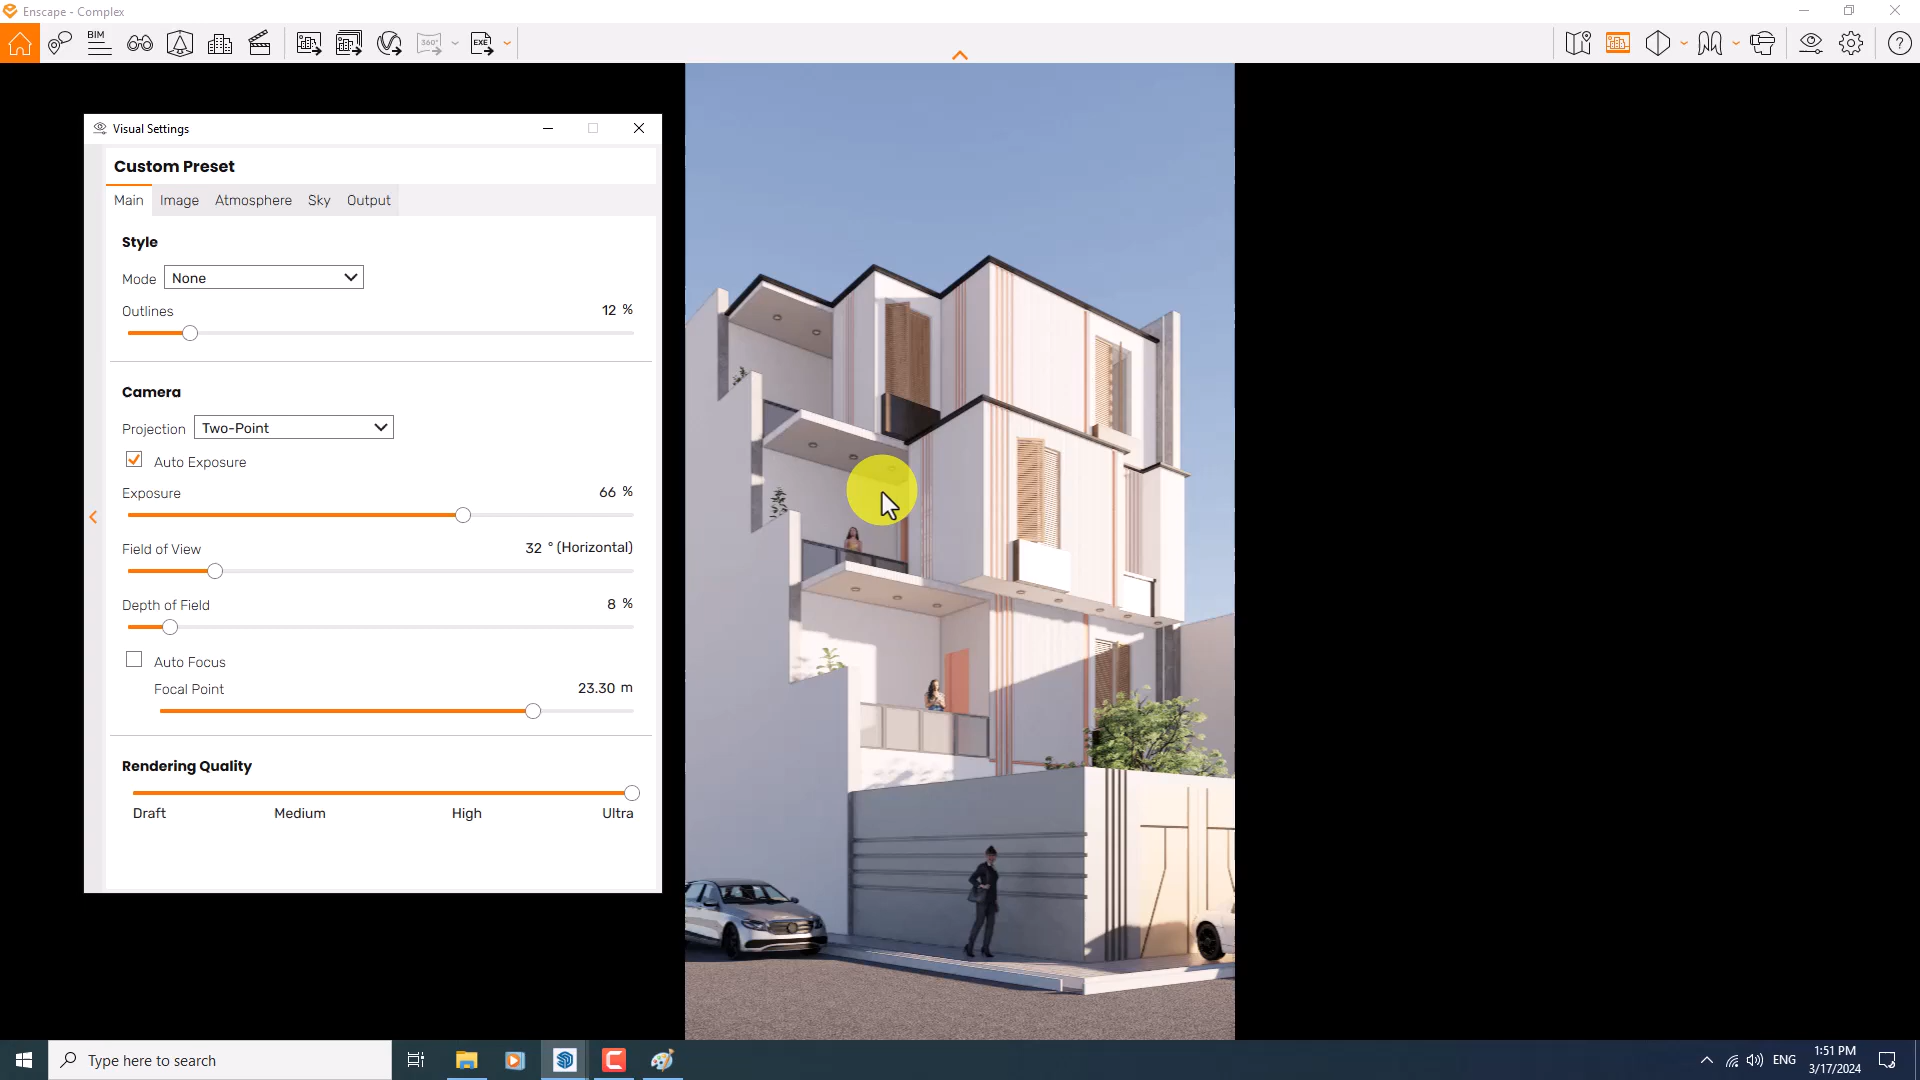 Enscape - Complex
BIM
360°
EXE
Visual Settings
Custom Preset
Main Image Atmosphere Sky Output
Style
Mode None
Outlines 12 %
Camera
Projection Two-Point
Auto Exposure
Exposure 66 %
Field of View 32 ° (Horizontal)
Depth of Field 8 %
Auto Focus
Focal Point 23.30 m
Rendering Quality
Draft Medium High Ultra
Type here to search
ENG
1:51 PM
3/17/2024